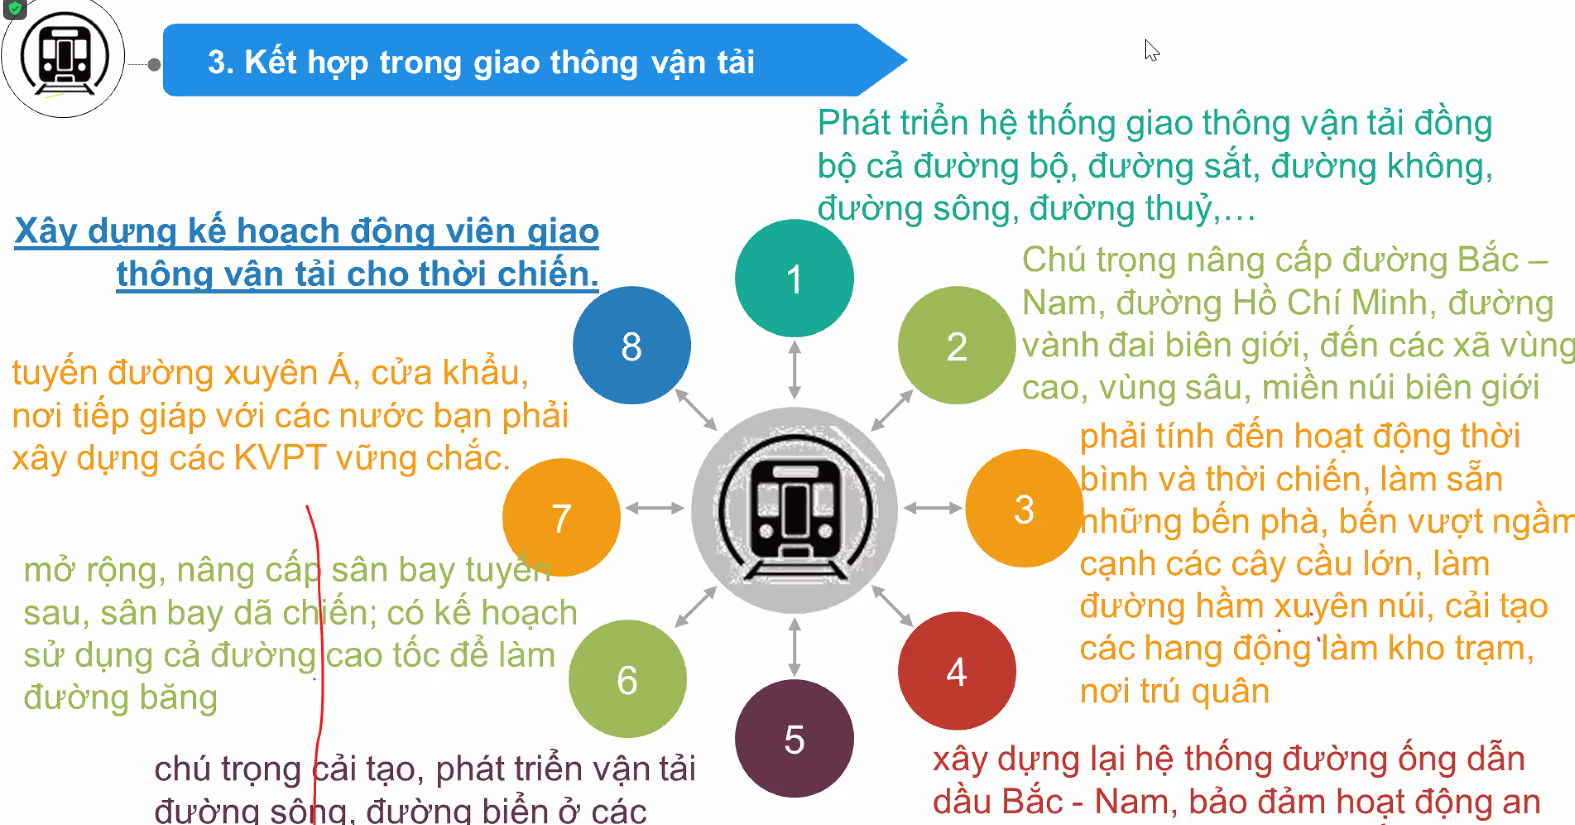 3. Kết hợp trong giao thông vận tải
Phát triển hệ thống giao thông vận tải đồng
bộ cả đường bộ, đường sắt, đường không,
đường sông, đường thuỷ,…
1
Chú trọng nâng cấp đường Bắc –
Nam, đường Hồ Chí Minh, đường
vành đai biên giới, đến các xã vùng
cao, vùng sâu, miền núi biên giới
2
phải tính đến hoạt động thời
bình và thời chiến, làm sẵn
những bến phà, bến vượt ngầm
cạnh các cây cầu lớn, làm
đường hầm xuyên núi, cải tạo
các hang động làm kho trạm,
nơi trú quân
3
xây dựng lại hệ thống đường ống dẫn
dầu Bắc - Nam, bảo đảm hoạt động an
4
chú trọng cải tạo, phát triển vận tải
đường sông, đường biển ở các
5
mở rộng, nâng cấp sân bay tuyến
sau, sân bay dã chiến; có kế hoạch
sử dụng cả đường cao tốc để làm
đường băng
6
tuyến đường xuyên Á, cửa khẩu,
nơi tiếp giáp với các nước bạn phải
xây dựng các KVPT vững chắc.
7
Xây dựng kế hoạch động viên giao
thông vận tải cho thời chiến.
8